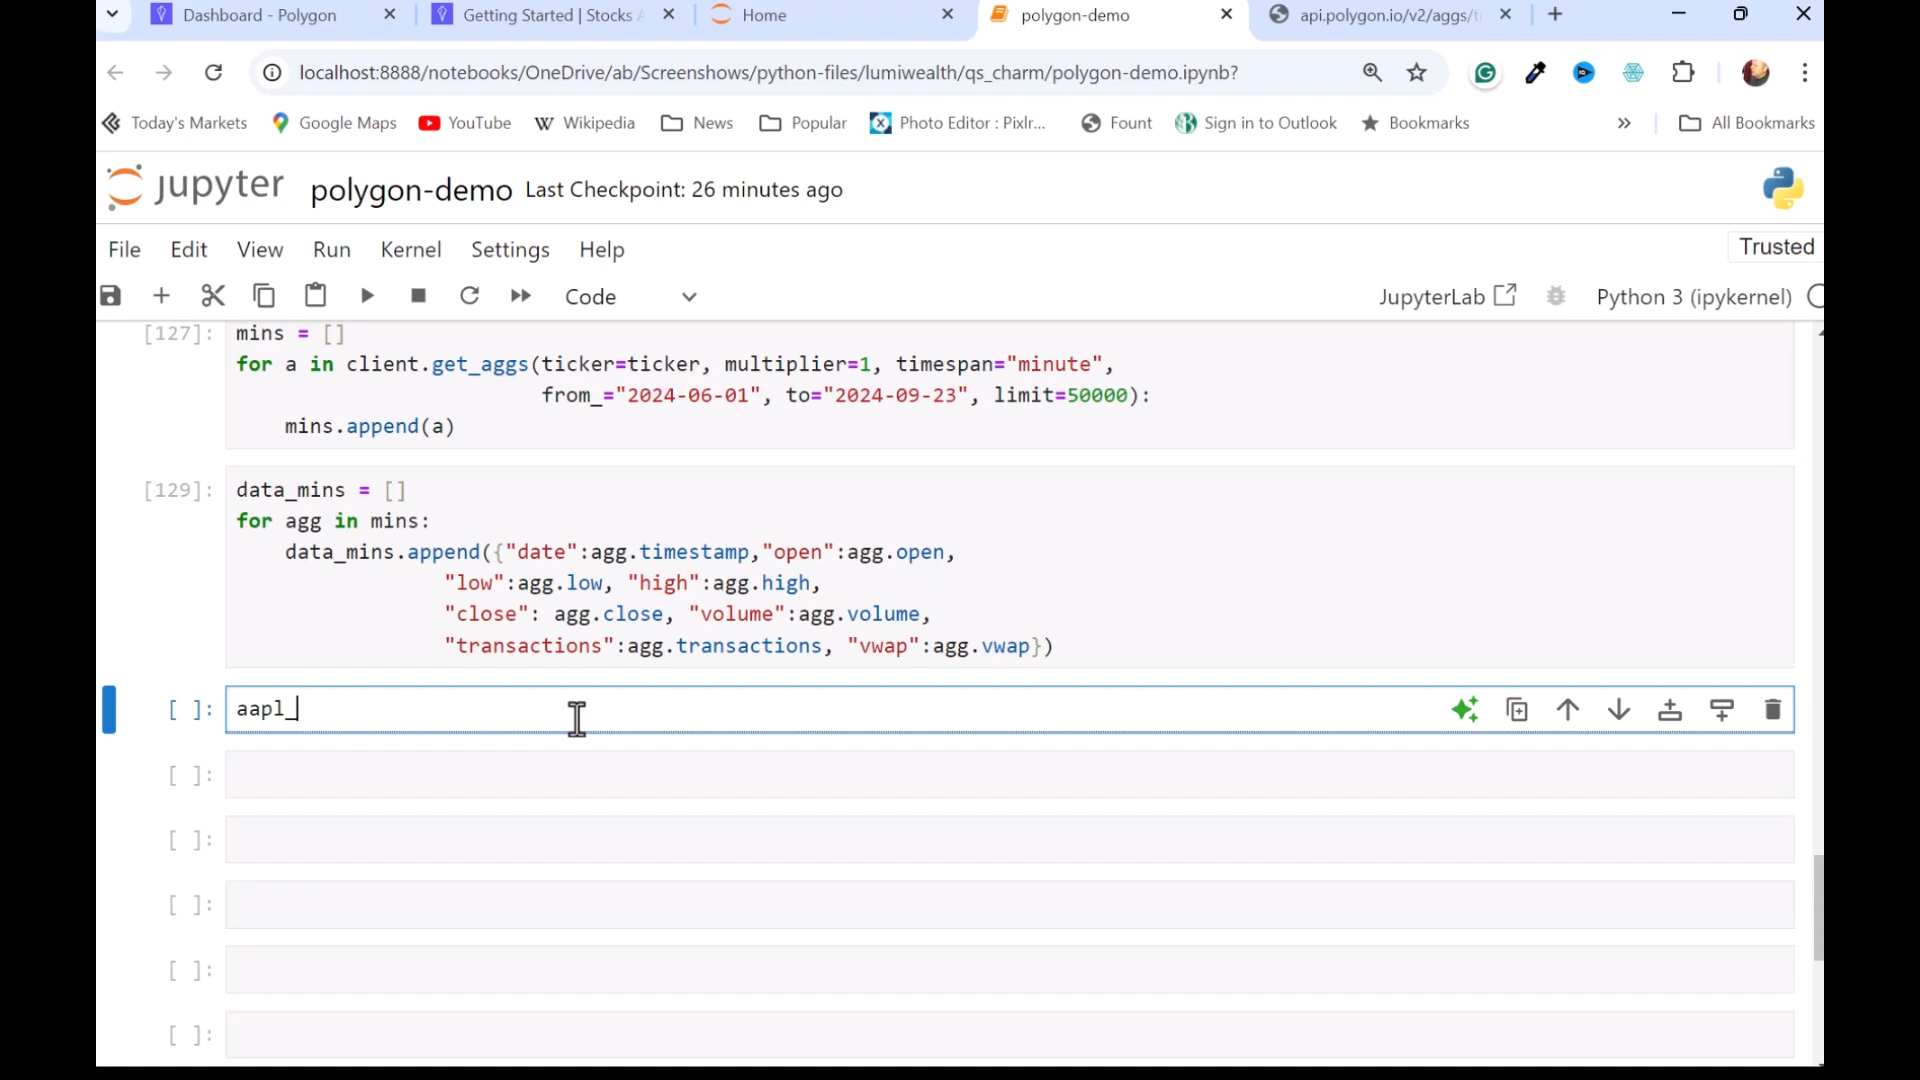 Dashboard - Polygon
Getting Started | Stocks A
Home
polygon-demo
api.polygon.io/v2/aggs/ti
localhost:8888/notebooks/OneDrive/ab/Screenshows/python-files/lumiwealth/qs_charm/polygon-demo.ipynb?
Today's Markets
Google Maps
YouTube
Wikipedia
News
Popular
Photo Editor : Pixlr...
Fount
Sign in to Outlook
Bookmarks
All Bookmarks
jupyter polygon-demo Last Checkpoint: 26 minutes ago
File Edit View Run Kernel Settings Help
Trusted
Code
JupyterLab
Python 3 (ipykernel)
[127]: mins = []
for a in client.get_aggs(ticker=ticker, multiplier=1, timespan="minute",
from_="2024-06-01", to="2024-09-23", limit=50000):
mins.append(a)
[129]: data_mins = []
for agg in mins:
data_mins.append({"date":agg.timestamp,"open":agg.open,
"low":agg.low, "high":agg.high,
"close": agg.close, "volume":agg.volume,
"transactions":agg.transactions, "vwap":agg.vwap})
[ ]: aapl_
[ ]:
[ ]:
[ ]:
[ ]:
[ ]: